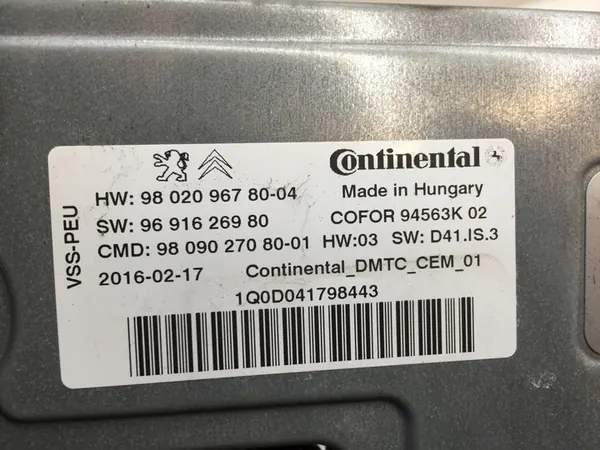 Continental
HW: 98 020 967 80-04 Made in Hungary
SW: 96 916 269 80 COFOR 94563K 02
CMD: 98 090 270 80-01 HW:03 SW: D41.IS.3
2016-02-17 Continental_DMTC_CEM_01
1Q0D041798443
VSS-PEU